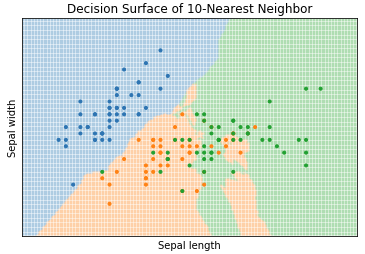 Decision Surface of 10-Nearest Neighbor
Sepal width
Sepal length